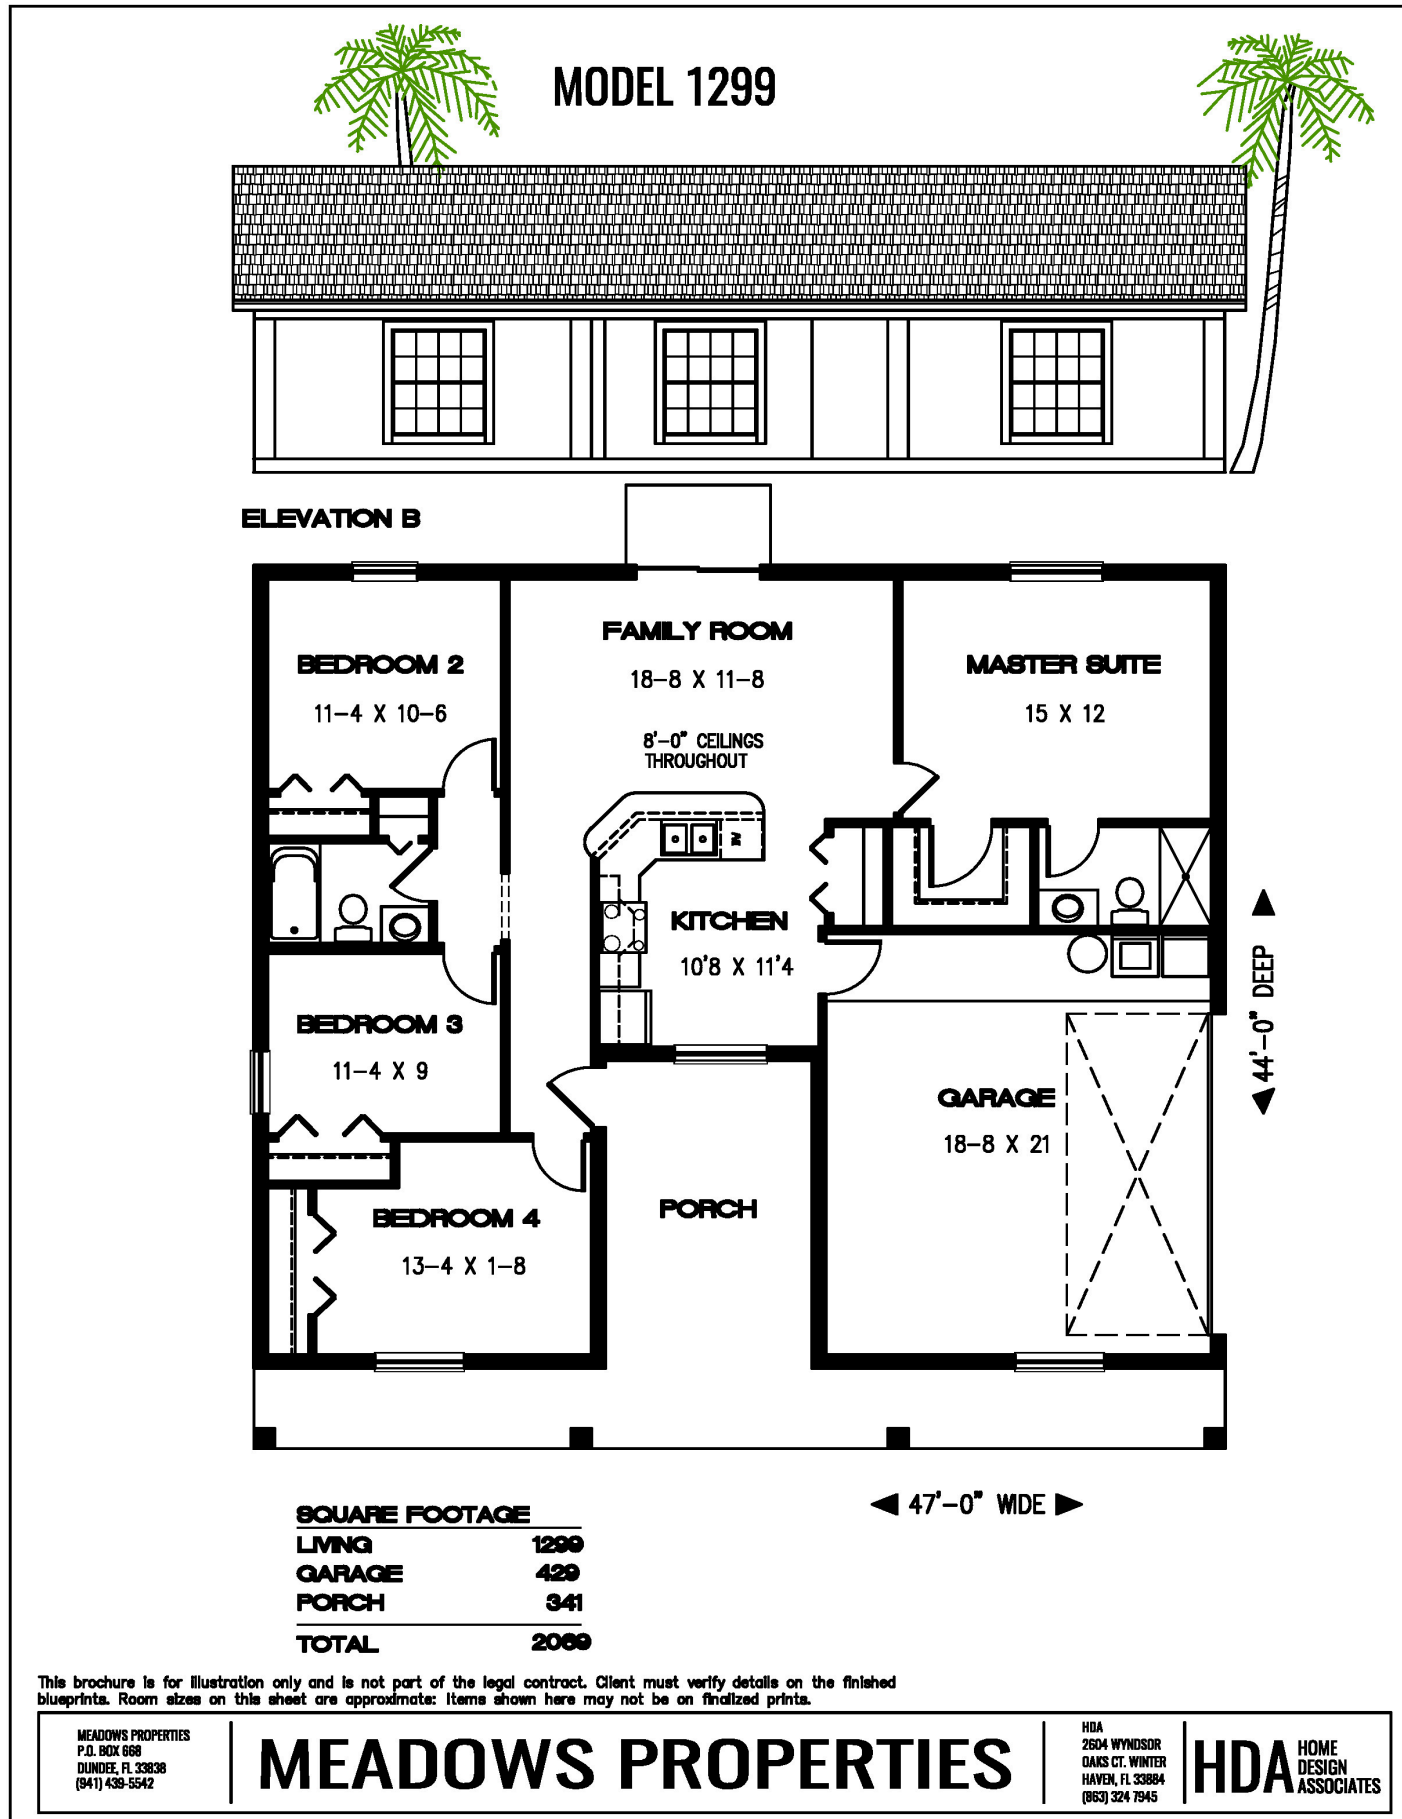 MODEL 1299
ELEVATION B
FAMILY ROOM
18-8 X 11-8
8'-0" CEILINGS
THROUGHOUT
BEDROOM 2
11-4 X 10-6
MASTER SUITE
15 X 12
KITCHEN
10'8 X 11'4
44'-0" DEEP
BEDROOM 3
11-4 X 9
GARAGE
18-8 X 21
PORCH
BEDROOM 4
13-4 X 1-8
47'-0" WIDE
SQUARE FOOTAGE
LIVING 1299
GARAGE 429
PORCH 341
TOTAL 2069
This brochure is for illustration only and is not part of the legal contract. Client must verify details on the finished
blueprints. Room sizes on this sheet are approximate: Items shown here may not be on finalized prints.
MEADOWS PROPERTIES
P.O. BOX 668
DUNDEE, FL 33838
(941) 439-5542
MEADOWS PROPERTIES
HDA
2604 WYNDSOR
OAKS CT. WINTER
HAVEN, FL 33884
(863) 324 7945
HDA
HOME
DESIGN
ASSOCIATES